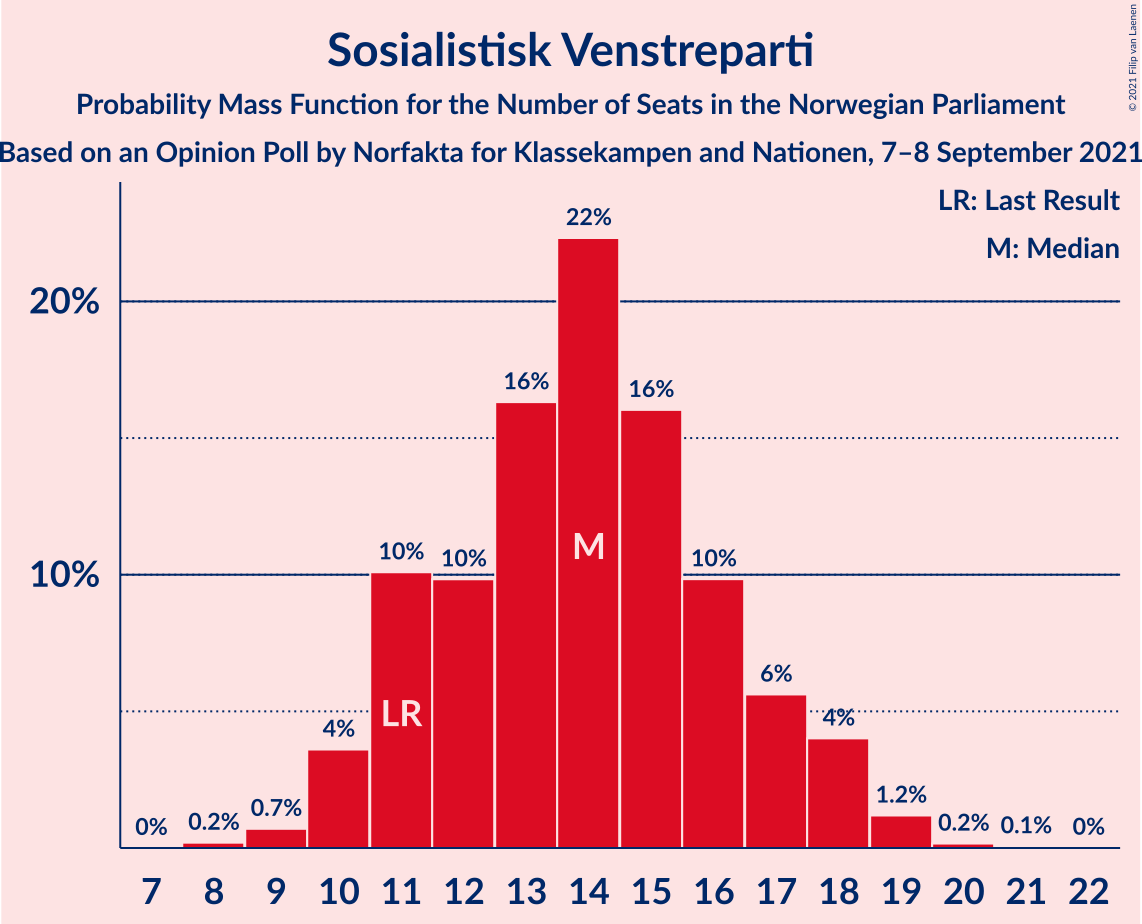 Sosialistisk Venstreparti
Probability Mass Function for the Number of Seats in the Norwegian Parliament
Based on an Opinion Poll by Norfakta for Klassekampen and Nationen, 7–8 September 2021
© 2021 Filip van Laenen
LR: Last Result
M: Median
20%
10%
0%
0.2%
0.7%
4%
10%
10%
16%
22%
16%
10%
6%
4%
1.2%
0.2%
0.1%
0%
LR
M
7 8 9 10 11 12 13 14 15 16 17 18 19 20 21 22